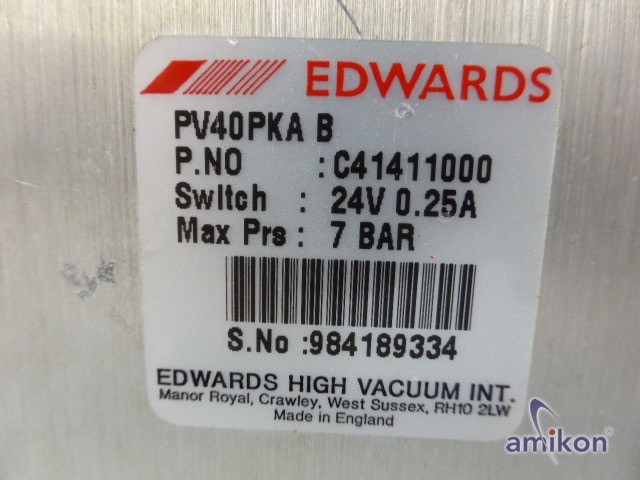 EDWARDS
PV40PKA B
P.NO :C41411000
Switch : 24V 0.25A
Max Prs : 7 BAR
S.No :984189334
EDWARDS HIGH VACUUM INT.
Manor Royal, Crawley, West Sussex, RH10 2LW
Made in England
amikon